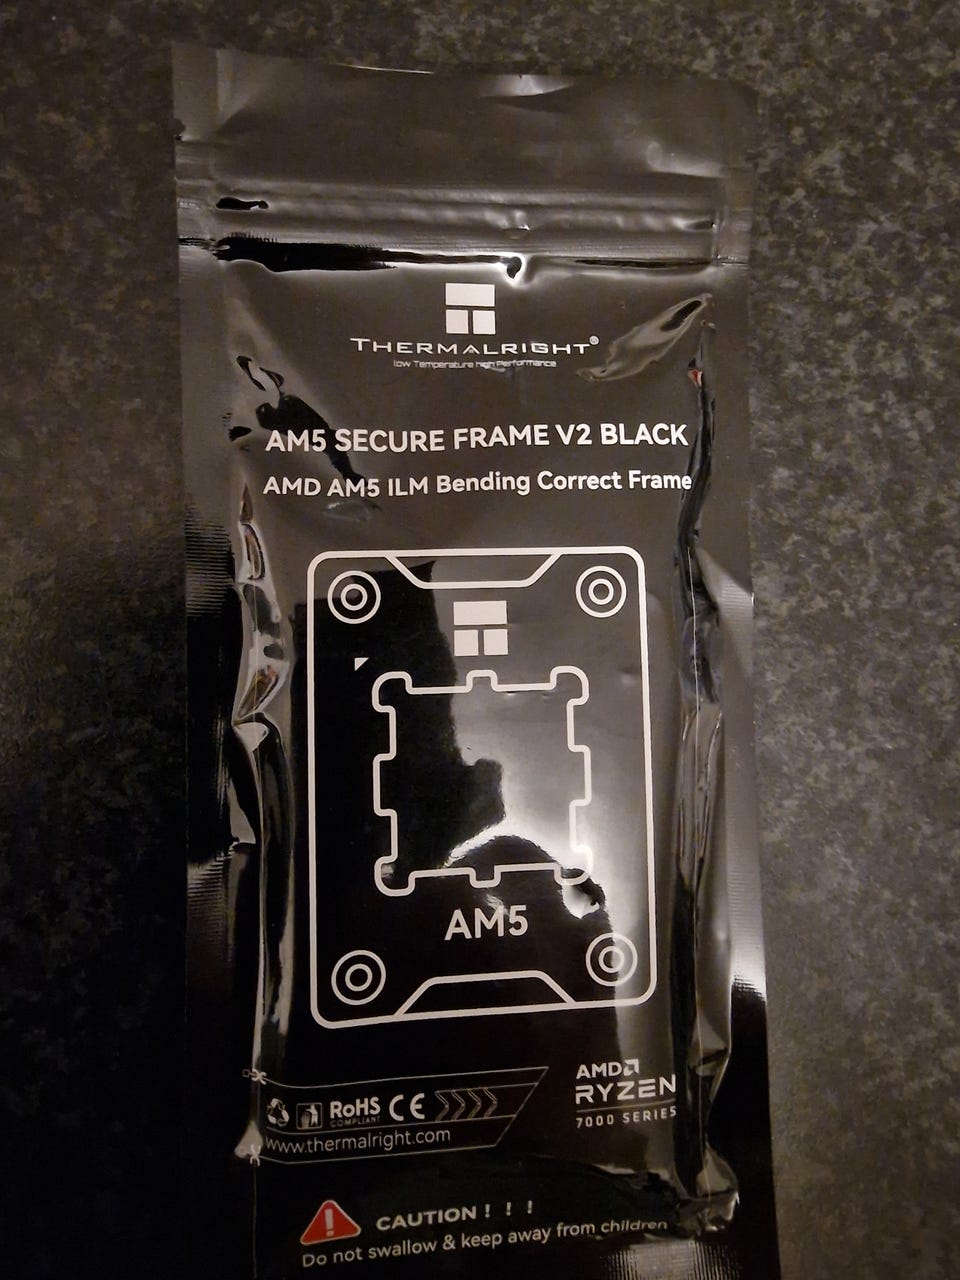 THERMALRIGHT®
Low Temperature high Performance
AM5 SECURE FRAME V2 BLACK
AMD AM5 ILM Bending Correct Frame
AM5
AMD
RYZEN
7000 SERIES
RoHS
COMPLIANT
CE
www.thermalright.com
CAUTION ! ! !
Do not swallow & keep away from children